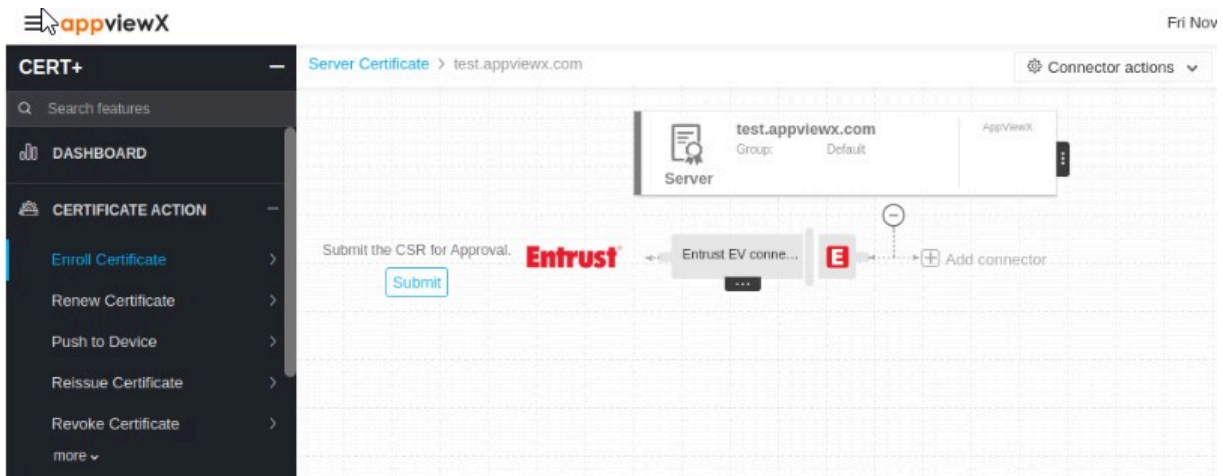 appviewX
Fri Nov
CERT+
Server Certificate > test.appviewx.com
Connector actions
Search features
DASHBOARD
CERTIFICATE ACTION
Enroll Certificate
Renew Certificate
Push to Device
Reissue Certificate
Revoke Certificate
more
test.appviewx.com
AppViewX
Group: Default
Server
Submit the CSR for Approval.
Submit
Entrust
Entrust EV conne...
E
Add connector